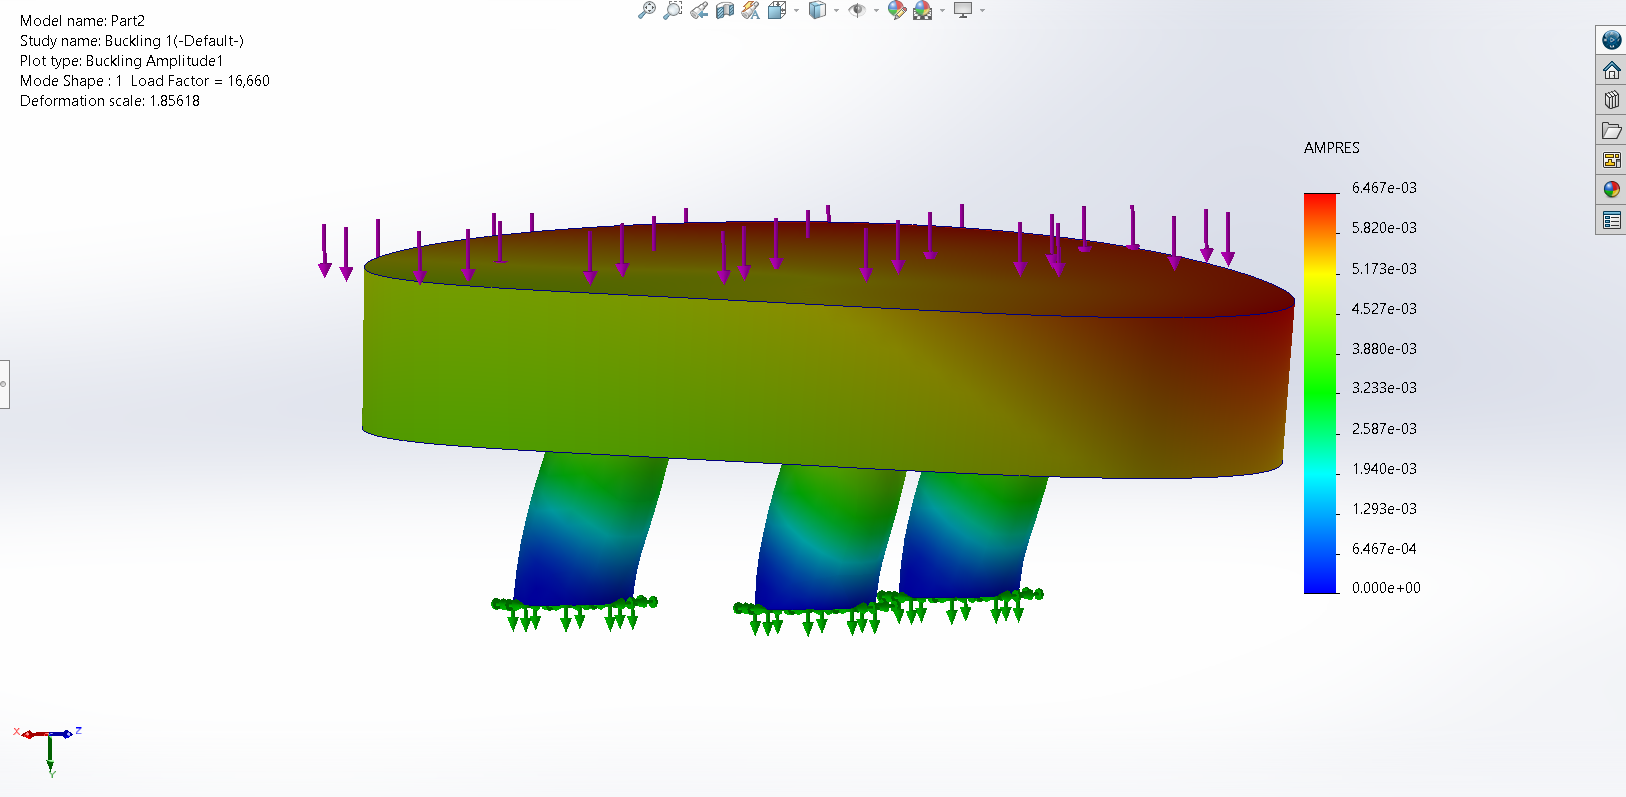 Model name: Part2
Study name: Buckling 1(-Default-)
Plot type: Buckling Amplitude1
Mode Shape : 1 Load Factor = 16,660
Deformation scale: 1.85618
AMPRES
6.467e-03
5.820e-03
5.173e-03
4.527e-03
3.880e-03
3.233e-03
2.587e-03
1.940e-03
1.293e-03
6.467e-04
0.000e+00
X
Z
Y